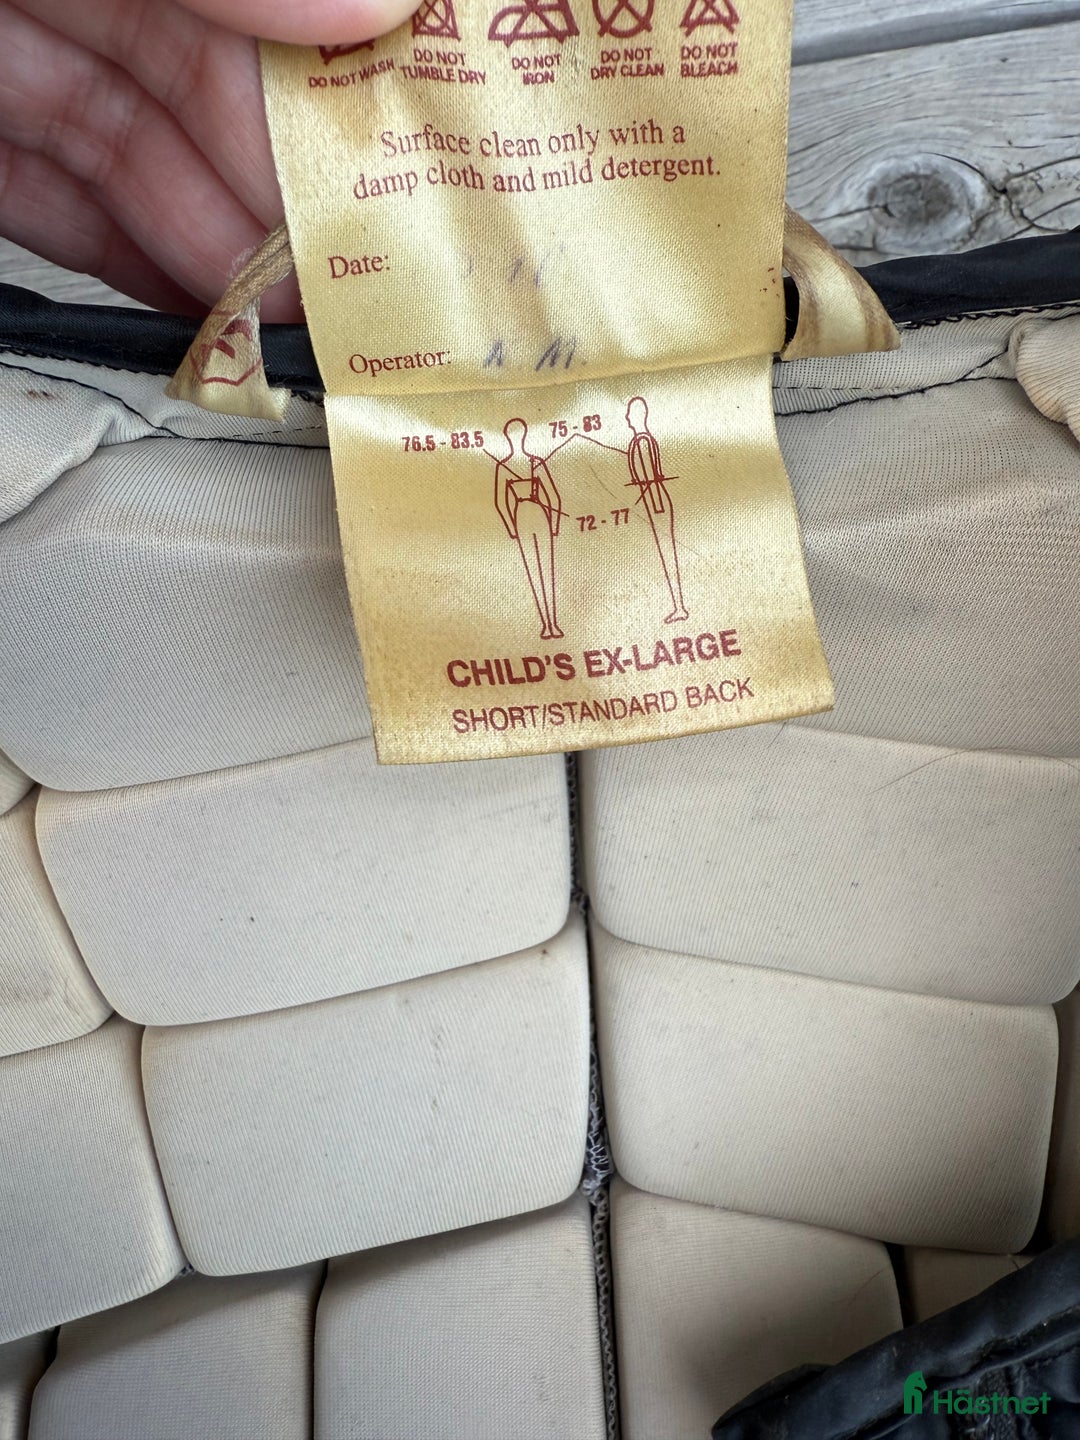 DO NOT WASH
DO NOT
TUMBLE DRY
DO NOT
IRON
DO NOT
DRY CLEAN
DO NOT
BLEACH
Surface clean only with a
damp cloth and mild detergent.
Date:
Operator: A M
76.5 - 83.5
75 - 83
72 - 77
CHILD'S EX-LARGE
SHORT/STANDARD BACK
Hästnet